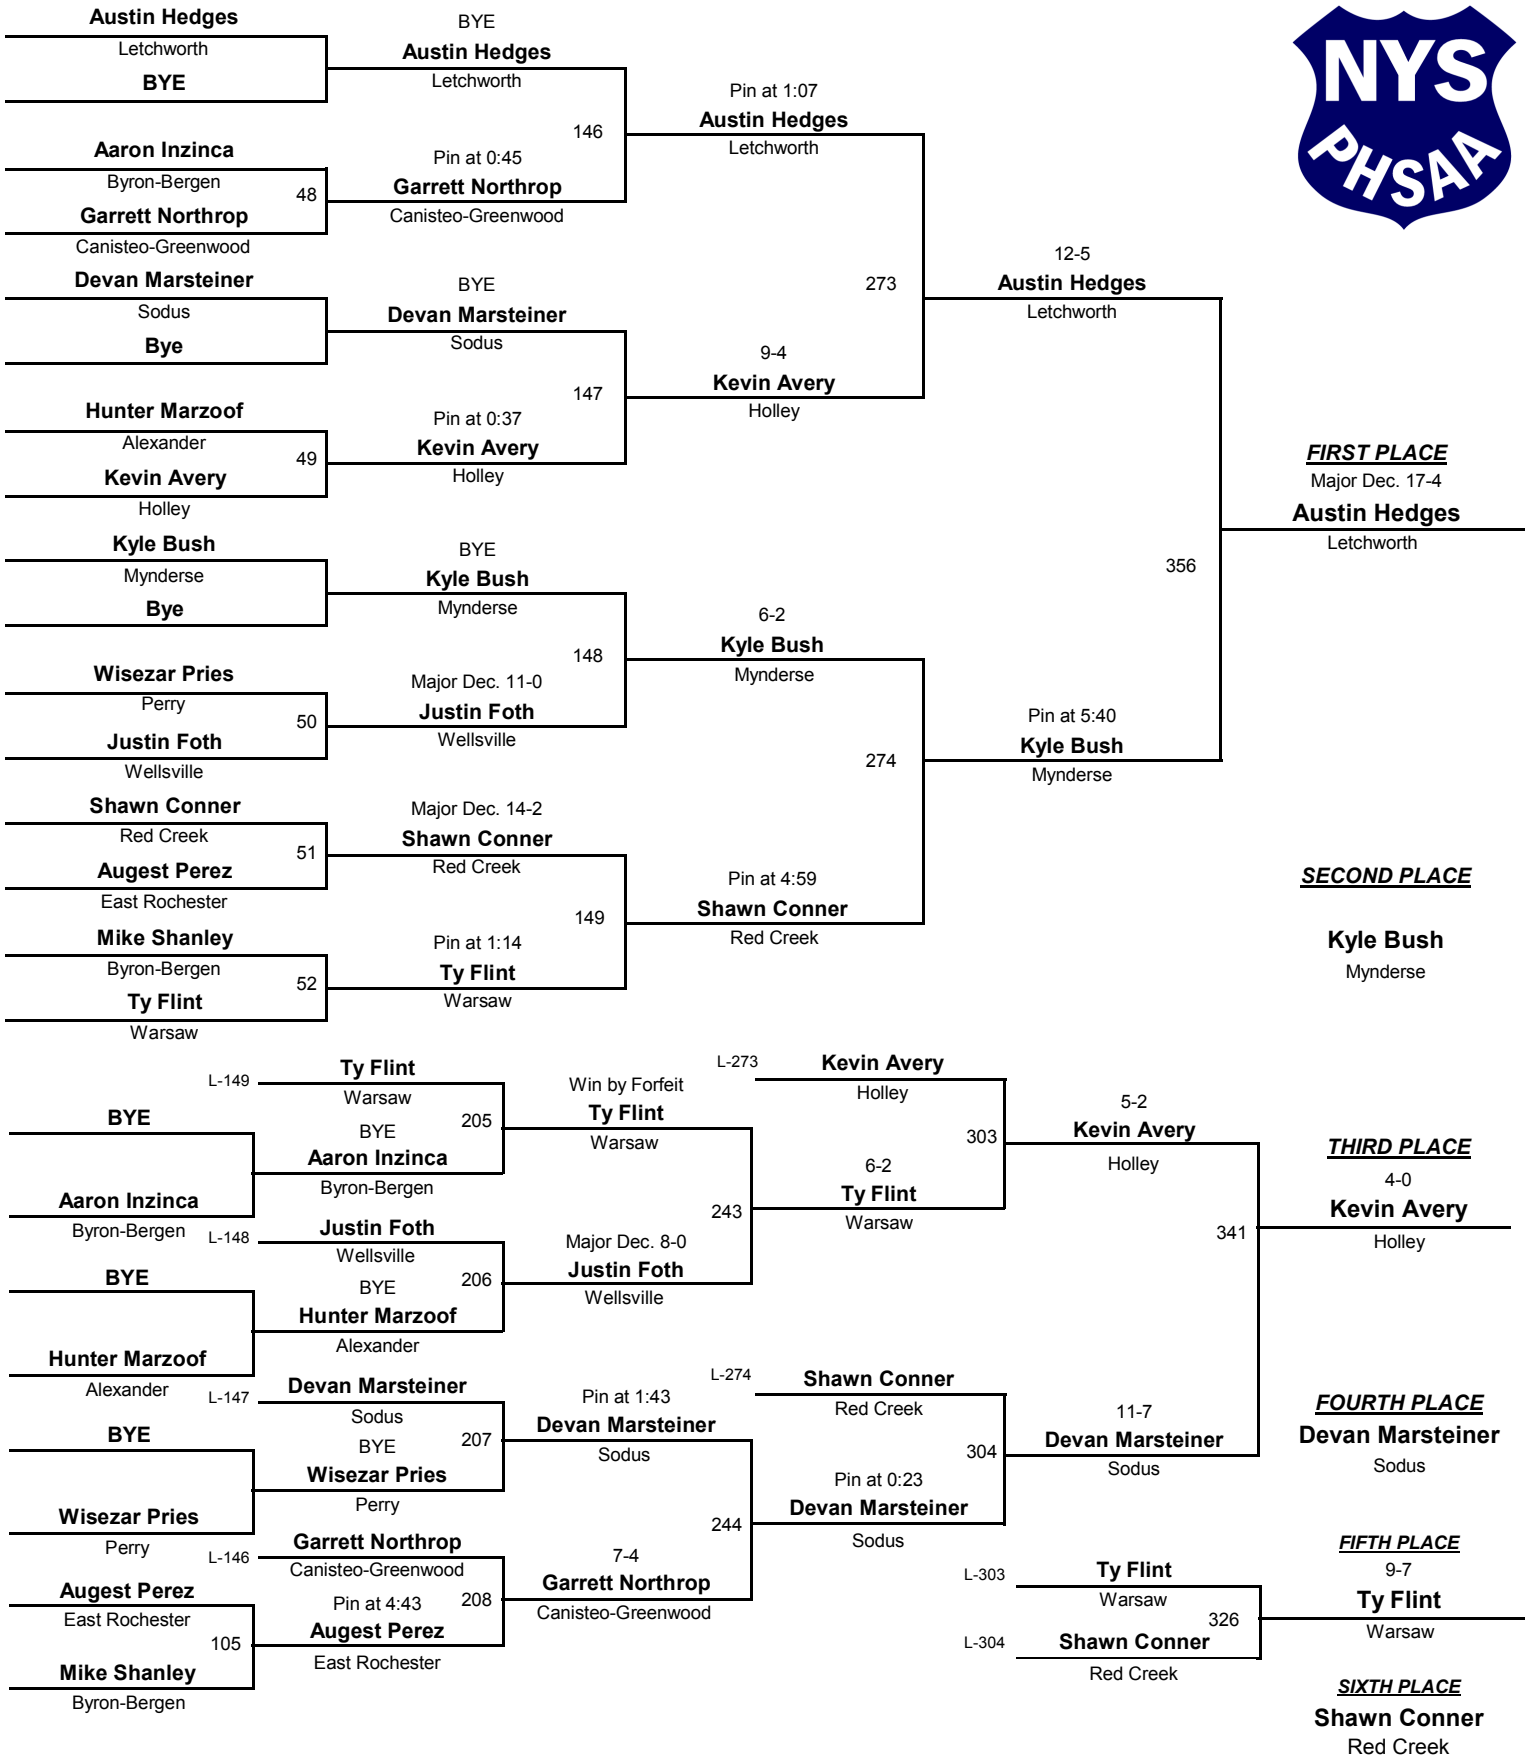 Austin Hedges
Letchworth
BYE
Aaron Inzinca
Byron-Bergen
48
Garrett Northrop
Canisteo-Greenwood
Devan Marsteiner
Sodus
Bye
Hunter Marzoof
Alexander
49
Kevin Avery
Holley
Kyle Bush
Mynderse
Bye
Wisezar Pries
Perry
50
Justin Foth
Wellsville
Shawn Conner
Red Creek
51
Augest Perez
East Rochester
Mike Shanley
Byron-Bergen
52
Ty Flint
Warsaw
BYE
Austin Hedges
Letchworth
146
Pin at 0:45
Garrett Northrop
Canisteo-Greenwood
BYE
Devan Marsteiner
Sodus
147
Pin at 0:37
Kevin Avery
Holley
BYE
Kyle Bush
Mynderse
148
Major Dec. 11-0
Justin Foth
Wellsville
Major Dec. 14-2
Shawn Conner
Red Creek
149
Pin at 1:14
Ty Flint
Warsaw
Pin at 1:07
Austin Hedges
Letchworth
273
9-4
Kevin Avery
Holley
6-2
Kyle Bush
Mynderse
274
Pin at 4:59
Shawn Conner
Red Creek
12-5
Austin Hedges
Letchworth
356
Pin at 5:40
Kyle Bush
Mynderse
NYS
PHSAA
FIRST PLACE
Major Dec. 17-4
Austin Hedges
Letchworth
SECOND PLACE
Kyle Bush
Mynderse
BYE
Aaron Inzinca
Byron-Bergen
BYE
Hunter Marzoof
Alexander
BYE
Wisezar Pries
Perry
Augest Perez
East Rochester
105
Mike Shanley
Byron-Bergen
L-149
Ty Flint
Warsaw
205
BYE
Aaron Inzinca
Byron-Bergen
L-148
Justin Foth
Wellsville
206
BYE
Hunter Marzoof
Alexander
L-147
Devan Marsteiner
Sodus
207
BYE
Wisezar Pries
Perry
L-146
Garrett Northrop
Canisteo-Greenwood
208
Pin at 4:43
Augest Perez
East Rochester
Win by Forfeit
Ty Flint
Warsaw
243
Major Dec. 8-0
Justin Foth
Wellsville
Pin at 1:43
Devan Marsteiner
Sodus
244
7-4
Garrett Northrop
Canisteo-Greenwood
L-273
Kevin Avery
Holley
303
6-2
Ty Flint
Warsaw
L-274
Shawn Conner
Red Creek
304
Pin at 0:23
Devan Marsteiner
Sodus
5-2
Kevin Avery
Holley
341
11-7
Devan Marsteiner
Sodus
L-303
Ty Flint
Warsaw
326
L-304
Shawn Conner
Red Creek
THIRD PLACE
4-0
Kevin Avery
Holley
FOURTH PLACE
Devan Marsteiner
Sodus
FIFTH PLACE
9-7
Ty Flint
Warsaw
SIXTH PLACE
Shawn Conner
Red Creek